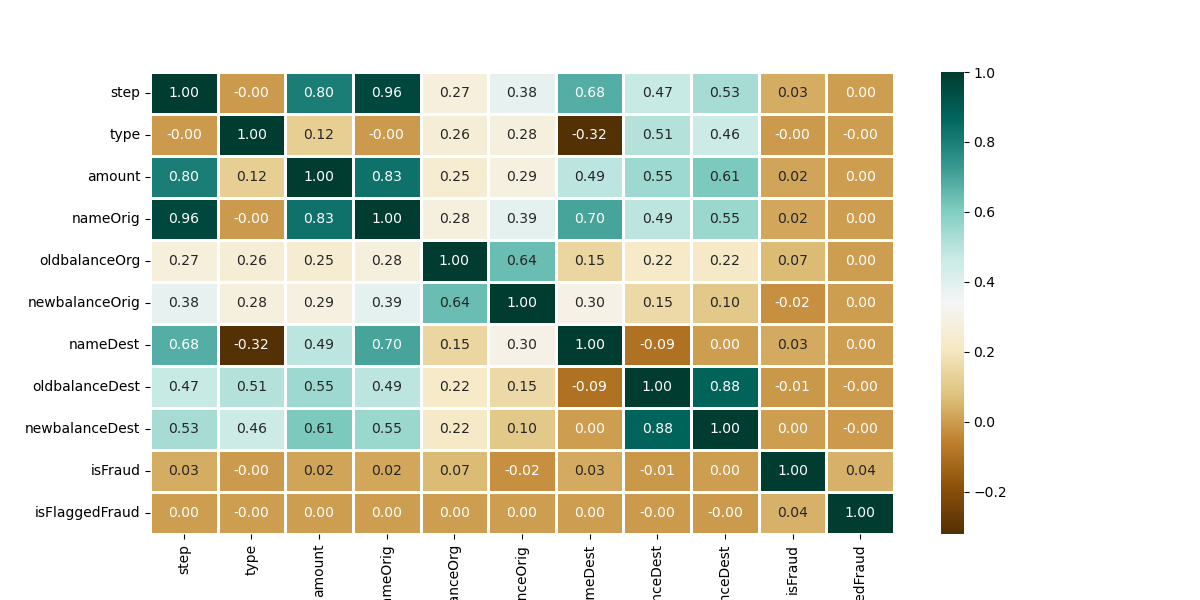 step 1.00 -0.00 0.80 0.96 0.27 0.38 0.68 0.47 0.53 0.03 0.00
type -0.00 1.00 0.12 -0.00 0.26 0.28 -0.32 0.51 0.46 -0.00 -0.00
amount 0.80 0.12 1.00 0.83 0.25 0.29 0.49 0.55 0.61 0.02 0.00
nameOrig 0.96 -0.00 0.83 1.00 0.28 0.39 0.70 0.49 0.55 0.02 0.00
oldbalanceOrg 0.27 0.26 0.25 0.28 1.00 0.64 0.15 0.22 0.22 0.07 0.00
newbalanceOrig 0.38 0.28 0.29 0.39 0.64 1.00 0.30 0.15 0.10 -0.02 0.00
nameDest 0.68 -0.32 0.49 0.70 0.15 0.30 1.00 -0.09 0.00 0.03 0.00
oldbalanceDest 0.47 0.51 0.55 0.49 0.22 0.15 -0.09 1.00 0.88 -0.01 -0.00
newbalanceDest 0.53 0.46 0.61 0.55 0.22 0.10 0.00 0.88 1.00 0.00 -0.00
isFraud 0.03 -0.00 0.02 0.02 0.07 -0.02 0.03 -0.01 0.00 1.00 0.04
isFlaggedFraud 0.00 -0.00 0.00 0.00 0.00 0.00 0.00 -0.00 -0.00 0.04 1.00
step
type
amount
ameOrig
anceOrg
nceOrig
meDest
nceDest
nceDest
isFraud
edFraud
1.0
0.8
0.6
0.4
0.2
0.0
−0.2